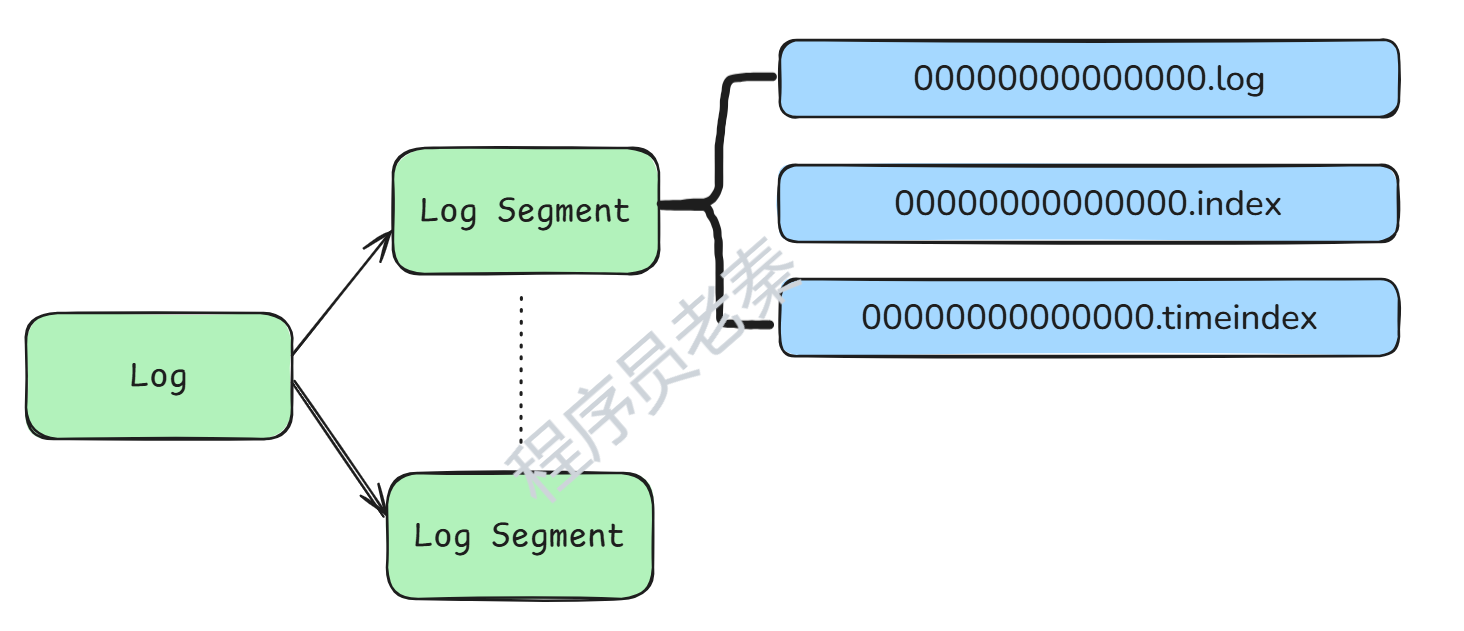 00000000000000.log
Log Segment
00000000000000.index
00000000000000.timeindex
Log
程序员老秦
Log Segment